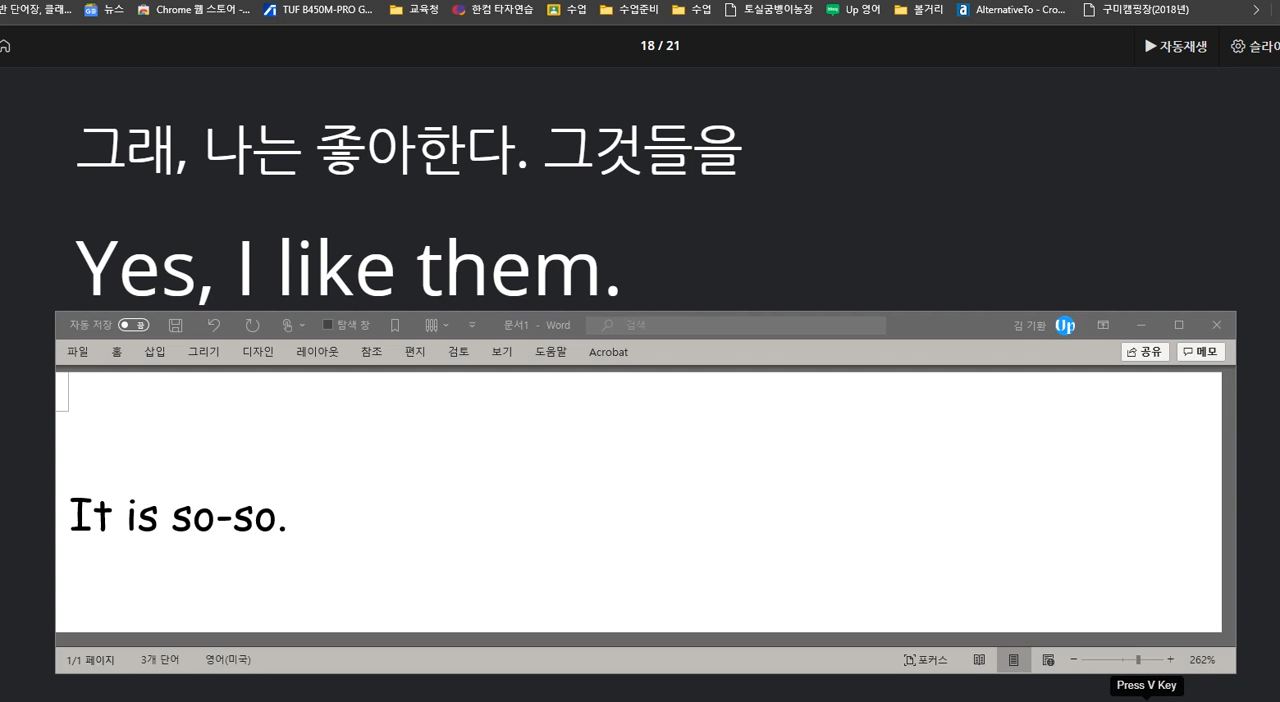 반 단어장, 클래... 뉴스 Chrome 웹 스토어 -... TUF B450M-PRO G... 교육청 한컴 타자연습 수업 수업준비 수업 토실굼벵이농장 Up 영어 볼거리 AlternativeTo - Cro... 구미캠핑장(2018년)
18 / 21
자동재생
슬라이
그래, 나는 좋아한다. 그것들을
Yes, I like them.
자동 저장 끔 탐색 창 문서1 - Word 검색 김 기환 Up
파일 홈 삽입 그리기 디자인 레이아웃 참조 편지 검토 보기 도움말 Acrobat 공유 메모
It is so-so.
1/1 페이지 3개 단어 영어(미국) 포커스 262%
Press V Key